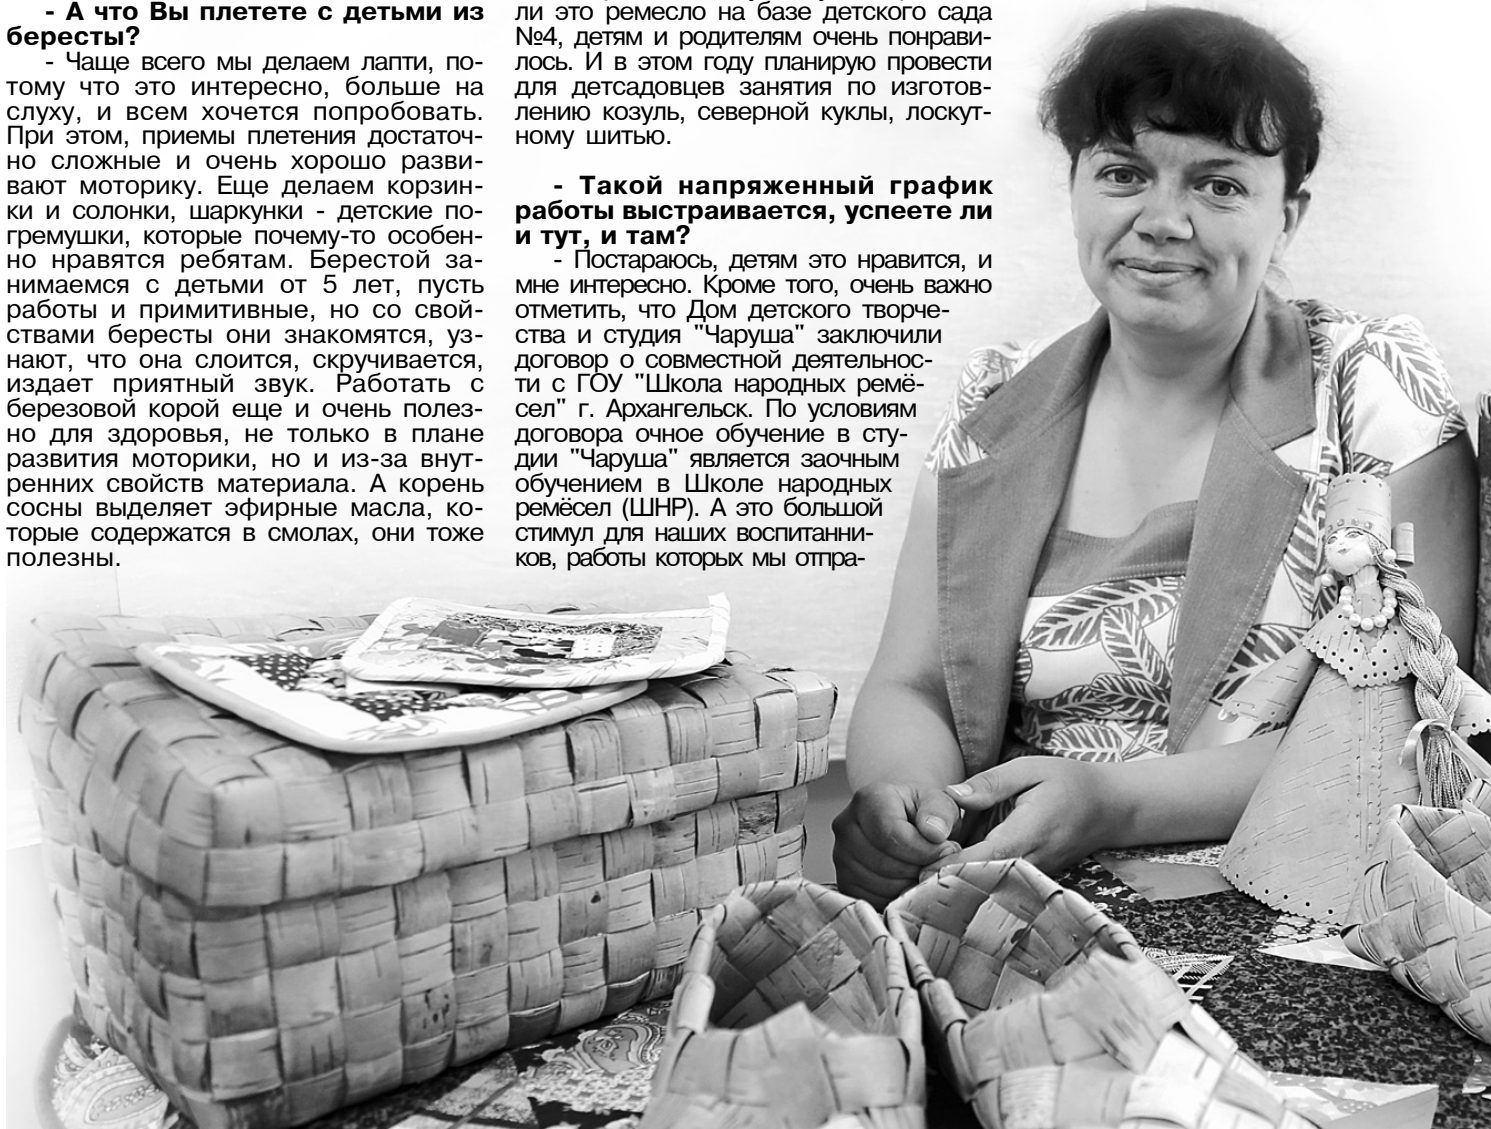 - А что Вы плетете с детьми из
бересты?
- Чаще всего мы делаем лапти, по-
тому что это интересно, больше на
слуху, и всем хочется попробовать.
При этом, приемы плетения достаточ-
но сложные и очень хорошо разви-
вают моторику. Еще делаем корзин-
ки и солонки, шаркунки - детские по-
гремушки, которые почему-то особен-
но нравятся ребятам. Берестой за-
нимаемся с детьми от 5 лет, пусть
работы и примитивные, но со свой-
ствами бересты они знакомятся, уз-
нают, что она слоится, скручивается,
издает приятный звук. Работать с
березовой корой еще и очень полез-
но для здоровья, не только в плане
развития моторики, но и из-за внут-
ренних свойств материала. А корень
сосны выделяет эфирные масла, ко-
торые содержатся в смолах, они тоже
полезны.
ли это ремесло на базе детского сада
№4, детям и родителям очень понрави-
лось. И в этом году планирую провести
для детсадовцев занятия по изготов-
лению козуль, северной куклы, лоскут-
ному шитью.
- Такой напряженный график
работы выстраивается, успеете ли
и тут, и там?
- Постараюсь, детям это нравится, и
мне интересно. Кроме того, очень важно
отметить, что Дом детского творче-
ства и студия "Чаруша" заключили
договор о совместной деятельнос-
ти с ГОУ "Школа народных ремё-
сел" г. Архангельск. По условиям
договора очное обучение в сту-
дии "Чаруша" является заочным
обучением в Школе народных
ремёсел (ШНР). А это большой
стимул для наших воспитанни-
ков, работы которых мы отпра-